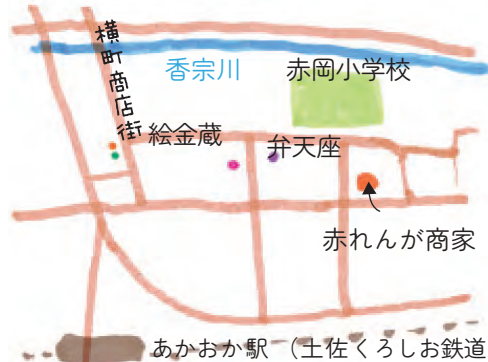 横町商店街
香宗川
赤岡小学校
絵金蔵
弁天座
赤れんが商家
あかおか駅 （土佐くろしお鉄道